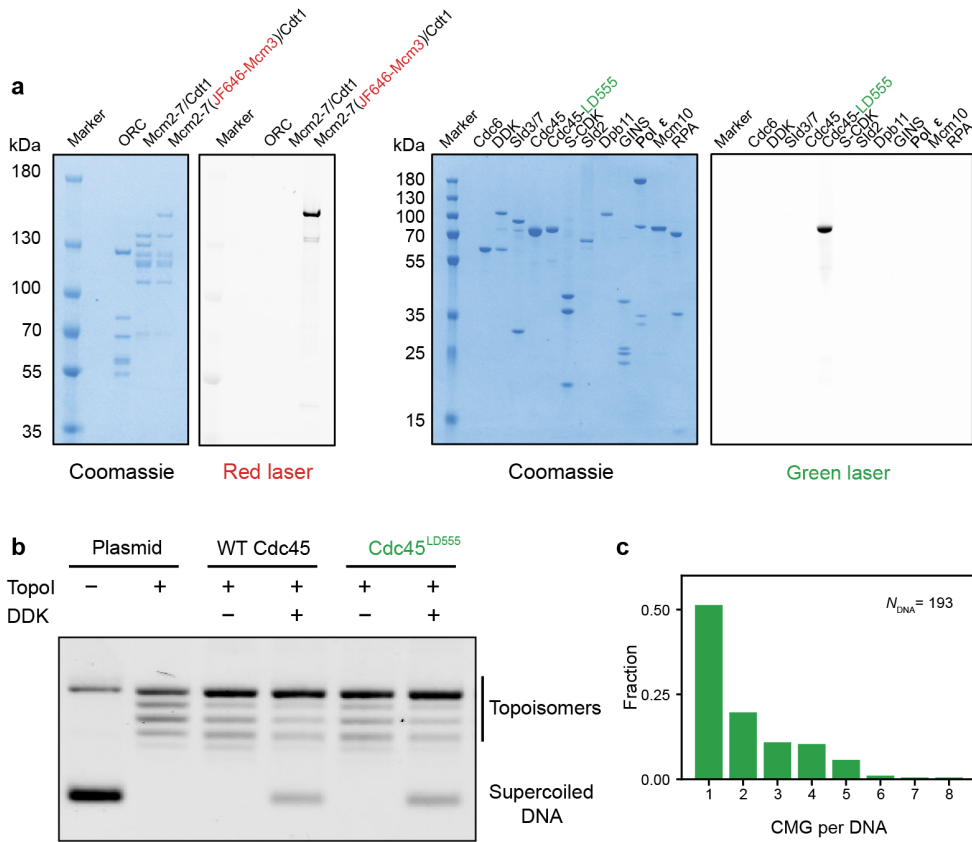 a
Marker
ORC
Mcm2-7/Cdt1
Mcm2-7(JF646-Mcm3)/Cdt1
Marker
ORC
Mcm2-7/Cdt1
Mcm2-7(JF646-Mcm3)/Cdt1
kDa
180
130
100
70
55
35
Coomassie
Red laser
Marker
Cdc6
DDK
Sld3/7
Cdc45
Cdc45-LD555
S-CDK
Sld2
Dpb11
GINS
Pol ε
Mcm10
RPA
Marker
Cdc6
DDK
Sld3/7
Cdc45
Cdc45-LD555
S-CDK
Sld2
Dpb11
GINS
Pol ε
Mcm10
RPA
kDa
180
130
100
70
55
35
25
15
Coomassie
Green laser
b
Plasmid WT Cdc45 Cdc45^LD555
TopoI − + + + + +
DDK − + − +
Topoisomers
Supercoiled
DNA
c
N_DNA= 193
Fraction
0.50
0.25
0.00
1 2 3 4 5 6 7 8
CMG per DNA